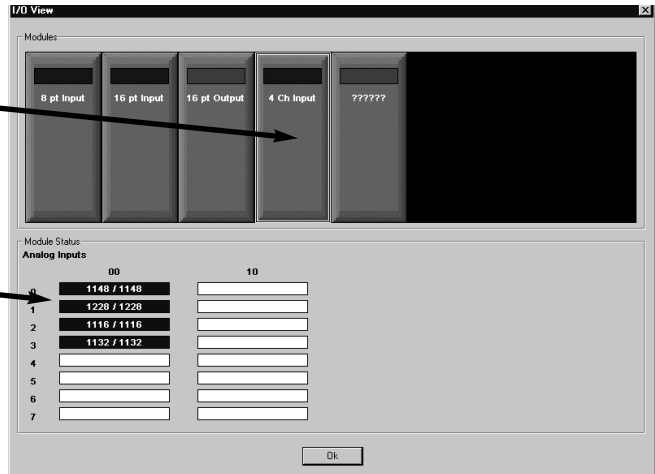 I/O View
Modules
8 pt Input 16 pt Input 16 pt Output 4 Ch Input ??????
Module Status
Analog Inputs
00 10
0 1148 / 1148
1 1228 / 1228
2 1116 / 1116
3 1132 / 1132
4
5
6
7
Ok